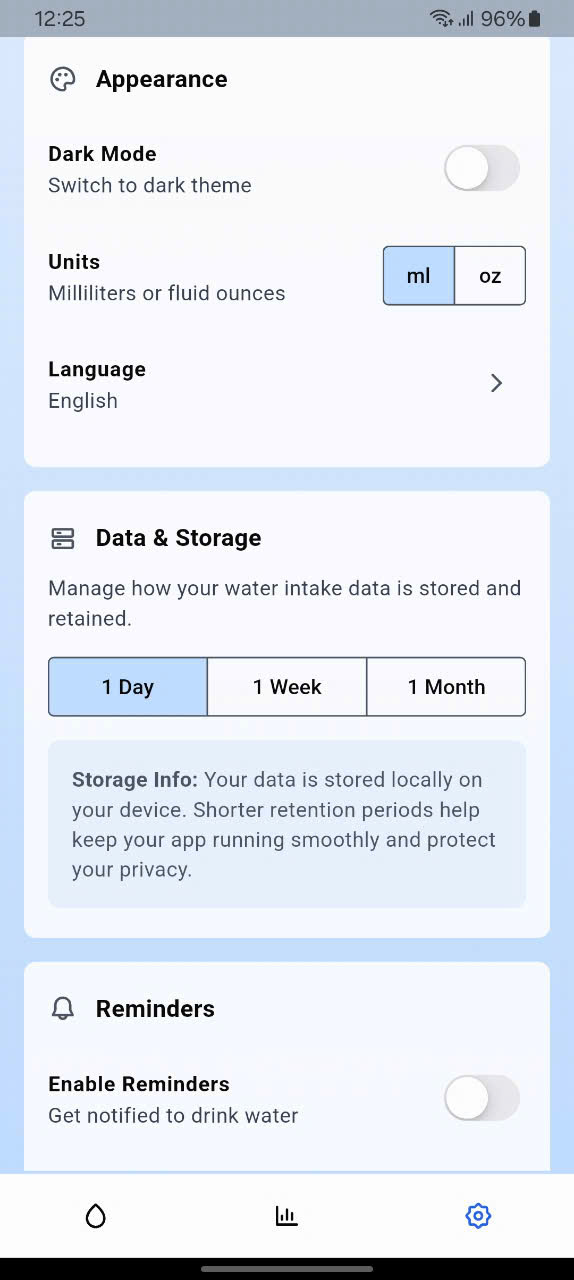 12:25
96%
Appearance
Dark Mode
Switch to dark theme
Units
Milliliters or fluid ounces
ml
oz
Language
English
Data & Storage
Manage how your water intake data is stored and
retained.
1 Day
1 Week
1 Month
Storage Info: Your data is stored locally on
your device. Shorter retention periods help
keep your app running smoothly and protect
your privacy.
Reminders
Enable Reminders
Get notified to drink water